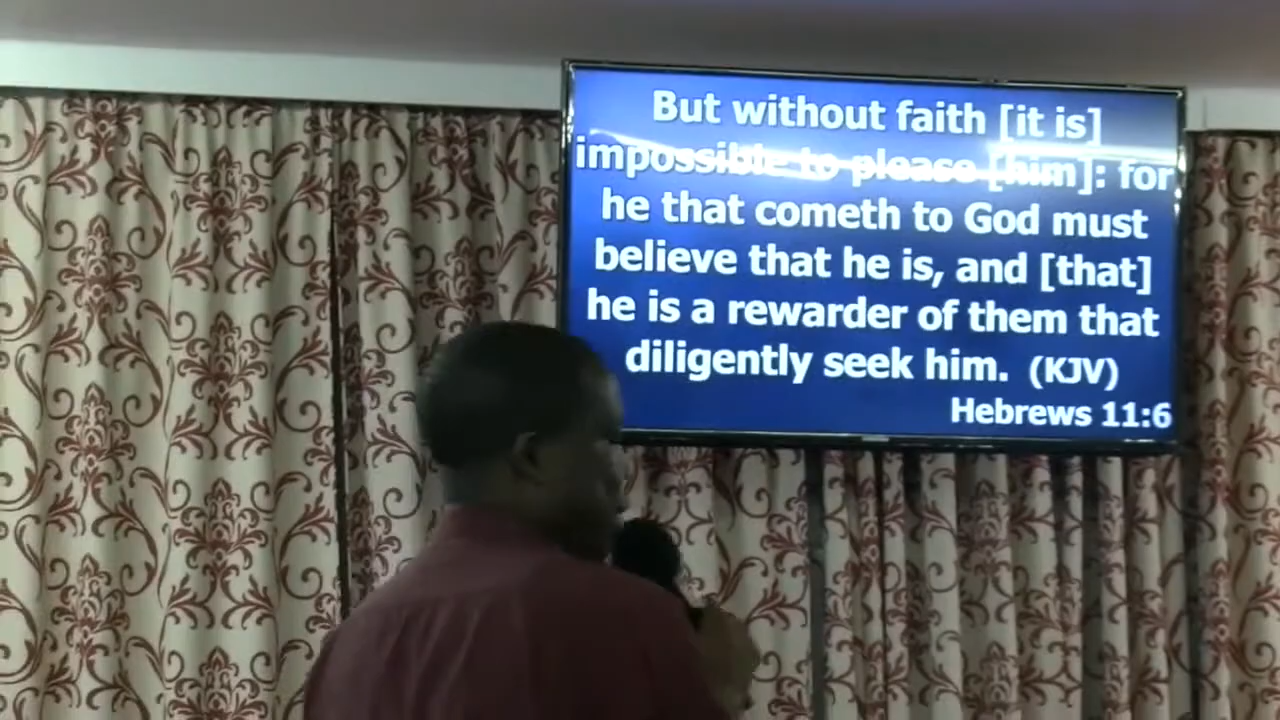 But without faith [it is]
impossible to please [him]: for
he that cometh to God must
believe that he is, and [that]
he is a rewarder of them that
diligently seek him. (KJV)
Hebrews 11:6